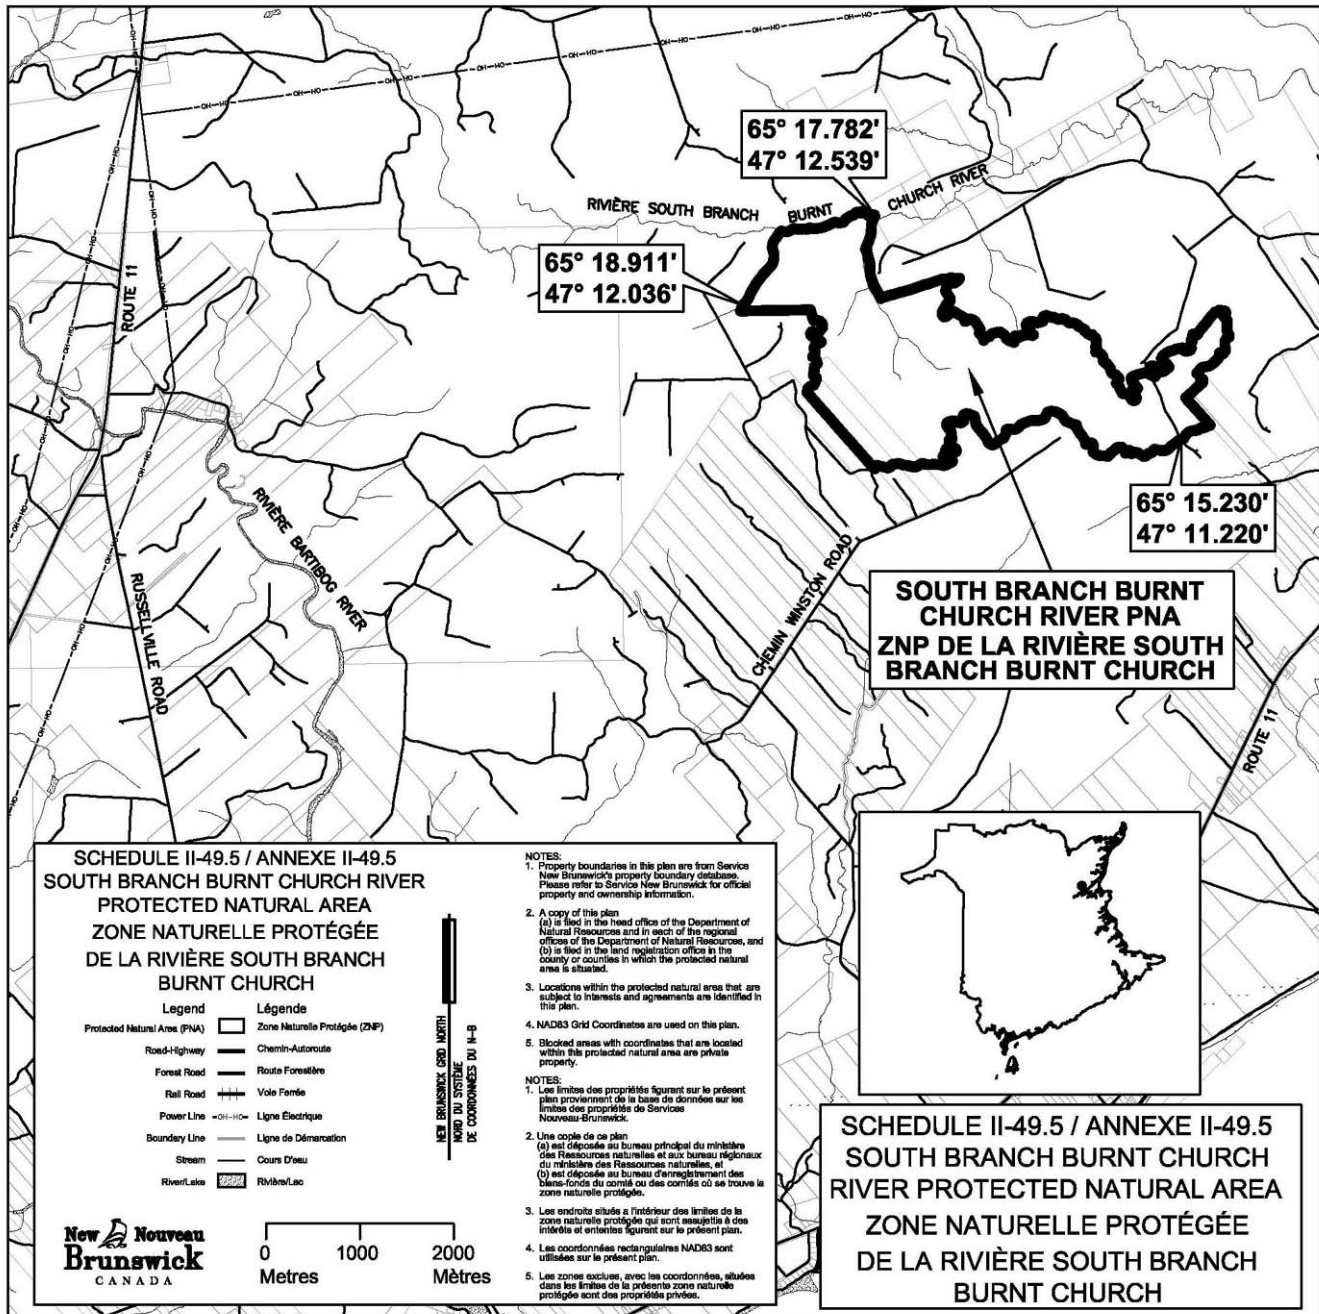 65° 17.782'
47° 12.539'
RIVIÈRE SOUTH BRANCH BURNT CHURCH RIVER
65° 18.911'
47° 12.036'
ROUTE 11
65° 15.230'
47° 11.220'
RIVIÈRE BARTIBOG RIVER
RUSSELLVILLE ROAD
CHEMIN WINSTON ROAD
SOUTH BRANCH BURNT
CHURCH RIVER PNA
ZNP DE LA RIVIÈRE SOUTH
BRANCH BURNT CHURCH
ROUTE 11
SCHEDULE II-49.5 / ANNEXE II-49.5
SOUTH BRANCH BURNT CHURCH RIVER
PROTECTED NATURAL AREA
ZONE NATURELLE PROTÉGÉE
DE LA RIVIÈRE SOUTH BRANCH
BURNT CHURCH
Legend Légende
Protected Natural Area (PNA) Zone Naturelle Protégée (ZNP)
Road-Highway Chemin-Autoroute
Forest Road Route Forestière
Rail Road Voie Ferrée
Power Line -OH-HO- Ligne Électrique
Boundary Line Ligne de Démarcation
Stream Cours D'eau
River/Lake Rivière/Lac
NEW BRUNSWICK GRID NORTH
NORD DU SYSTÈME
DE COORDONNÉES DU N-B
New Nouveau
Brunswick
CANADA
0 1000 2000
Metres Mètres
NOTES:
1. Property boundaries in this plan are from Service
New Brunswick's property boundary database.
Please refer to Service New Brunswick for official
property and ownership information.
2. A copy of this plan
(a) is filed in the head office of the Department of
Natural Resources and in each of the regional
offices of the Department of Natural Resources, and
(b) is filed in the land registration office in the
county or counties in which the protected natural
area is situated.
3. Locations within the protected natural area that are
subject to interests and agreements are identified in
this plan.
4. NAD83 Grid Coordinates are used on this plan.
5. Blocked areas with coordinates that are located
within this protected natural area are private
property.
NOTES:
1. Les limites des propriétés figurant sur le présent
plan proviennent de la base de données sur les
limites des propriétés de Services
Nouveau-Brunswick.
2. Une copie de ce plan
(a) est déposée au bureau principal du ministère
des Ressources naturelles et aux bureau régionaux
du ministère des Ressources naturelles, et
(b) est déposée au bureau d'enregistrement des
biens-fonds du comté ou des comtés où se trouve la
zone naturelle protégée.
3. Les endroits situés a l'intérieur des limites de la
zone naturelle protégée qui sont assujettis à des
intérêts et ententes figurent sur le présent plan.
4. Les coordonnées rectangulaires NAD83 sont
utilisées sur le présent plan.
5. Les zones exclues, avec les coordonnées, situées
dans les limites de la présente zone naturelle
protégée sont des propriétés privées.
SCHEDULE II-49.5 / ANNEXE II-49.5
SOUTH BRANCH BURNT CHURCH
RIVER PROTECTED NATURAL AREA
ZONE NATURELLE PROTÉGÉE
DE LA RIVIÈRE SOUTH BRANCH
BURNT CHURCH